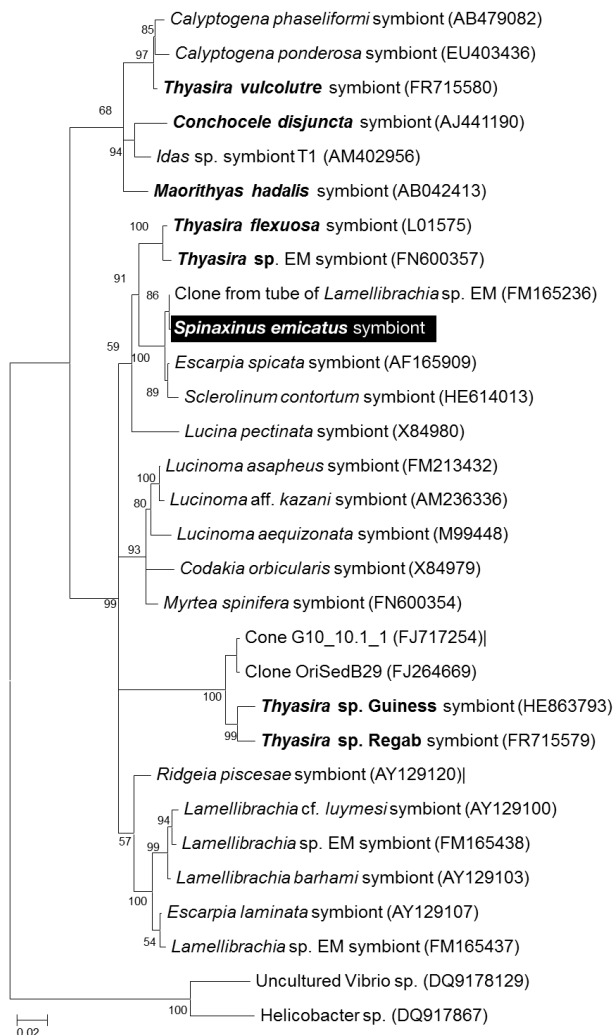 Calyptogena phaseliformi symbiont (AB479082)
85
Calyptogena ponderosa symbiont (EU403436)
97
Thyasira vulcolutre symbiont (FR715580)
68
Conchocele disjuncta symbiont (AJ441190)
94
Idas sp. symbiont T1 (AM402956)
Maorithyas hadalis symbiont (AB042413)
100
Thyasira flexuosa symbiont (L01575)
Thyasira sp. EM symbiont (FN600357)
91
86
Clone from tube of Lamellibrachia sp. EM (FM165236)
Spinaxinus emicatus symbiont
59
100
Escarpia spicata symbiont (AF165909)
89
Sclerolinum contortum symbiont (HE614013)
Lucina pectinata symbiont (X84980)
Lucinoma asapheus symbiont (FM213432)
100
Lucinoma aff. kazani symbiont (AM236336)
80
Lucinoma aequizonata symbiont (M99448)
93
Codakia orbicularis symbiont (X84979)
99
Myrtea spinifera symbiont (FN600354)
Cone G10_10.1_1 (FJ717254)|
Clone OriSedB29 (FJ264669)
100
Thyasira sp. Guiness symbiont (HE863793)
99
Thyasira sp. Regab symbiont (FR715579)
Ridgeia piscesae symbiont (AY129120)|
Lamellibrachia cf. luymesi symbiont (AY129100)
94
57
Lamellibrachia sp. EM symbiont (FM165438)
99
Lamellibrachia barhami symbiont (AY129103)
100
Escarpia laminata symbiont (AY129107)
54
Lamellibrachia sp. EM symbiont (FM165437)
Uncultured Vibrio sp. (DQ9178129)
100
Helicobacter sp. (DQ917867)
0.02